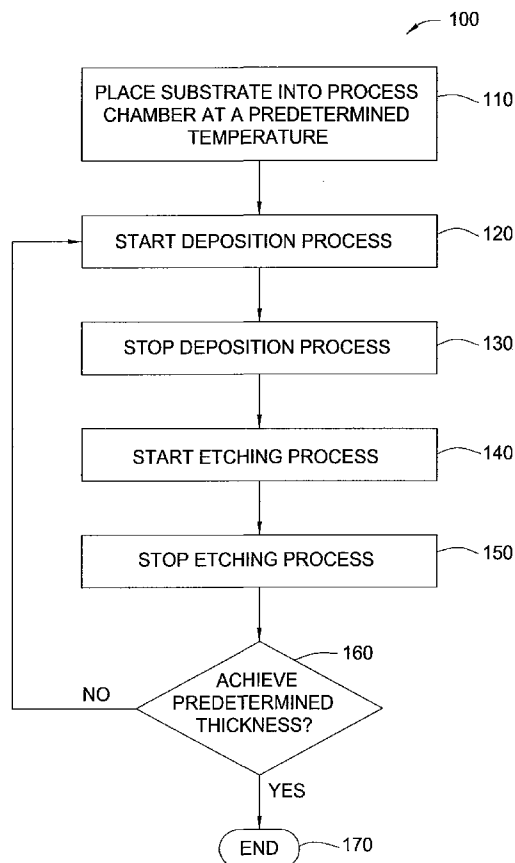 100
PLACE SUBSTRATE INTO PROCESS
CHAMBER AT A PREDETERMINED
TEMPERATURE
110
START DEPOSITION PROCESS
120
STOP DEPOSITION PROCESS
130
START ETCHING PROCESS
140
STOP ETCHING PROCESS
150
160
ACHIEVE
PREDETERMINED
THICKNESS?
NO
YES
END
170